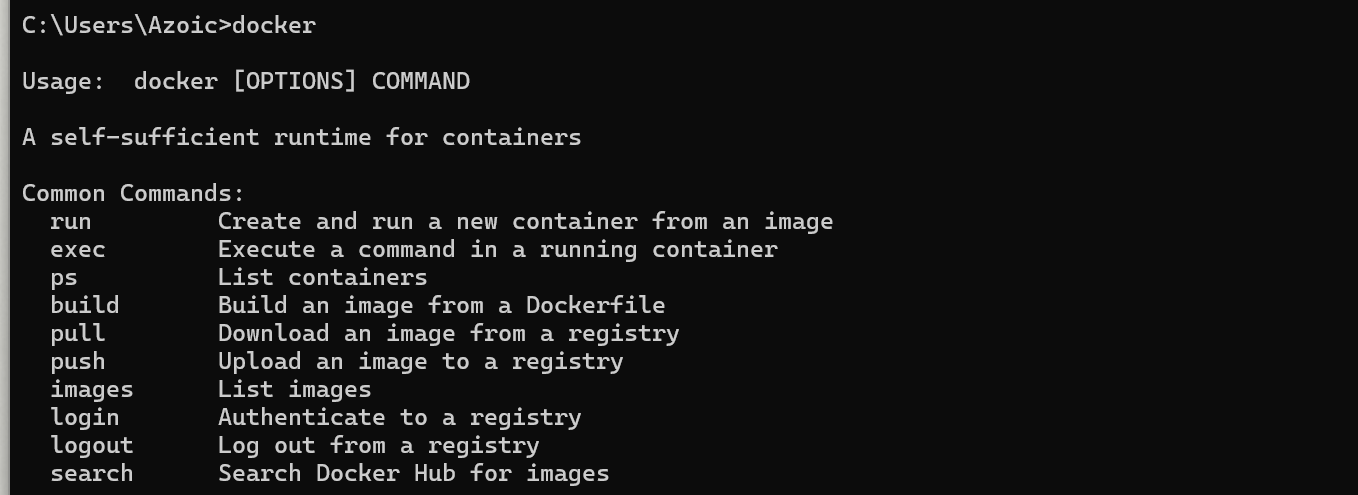 C:\Users\Azoic>docker
Usage:  docker [OPTIONS] COMMAND
A self-sufficient runtime for containers
Common Commands:
  run         Create and run a new container from an image
  exec        Execute a command in a running container
  ps          List containers
  build       Build an image from a Dockerfile
  pull        Download an image from a registry
  push        Upload an image to a registry
  images      List images
  login       Authenticate to a registry
  logout      Log out from a registry
  search      Search Docker Hub for images